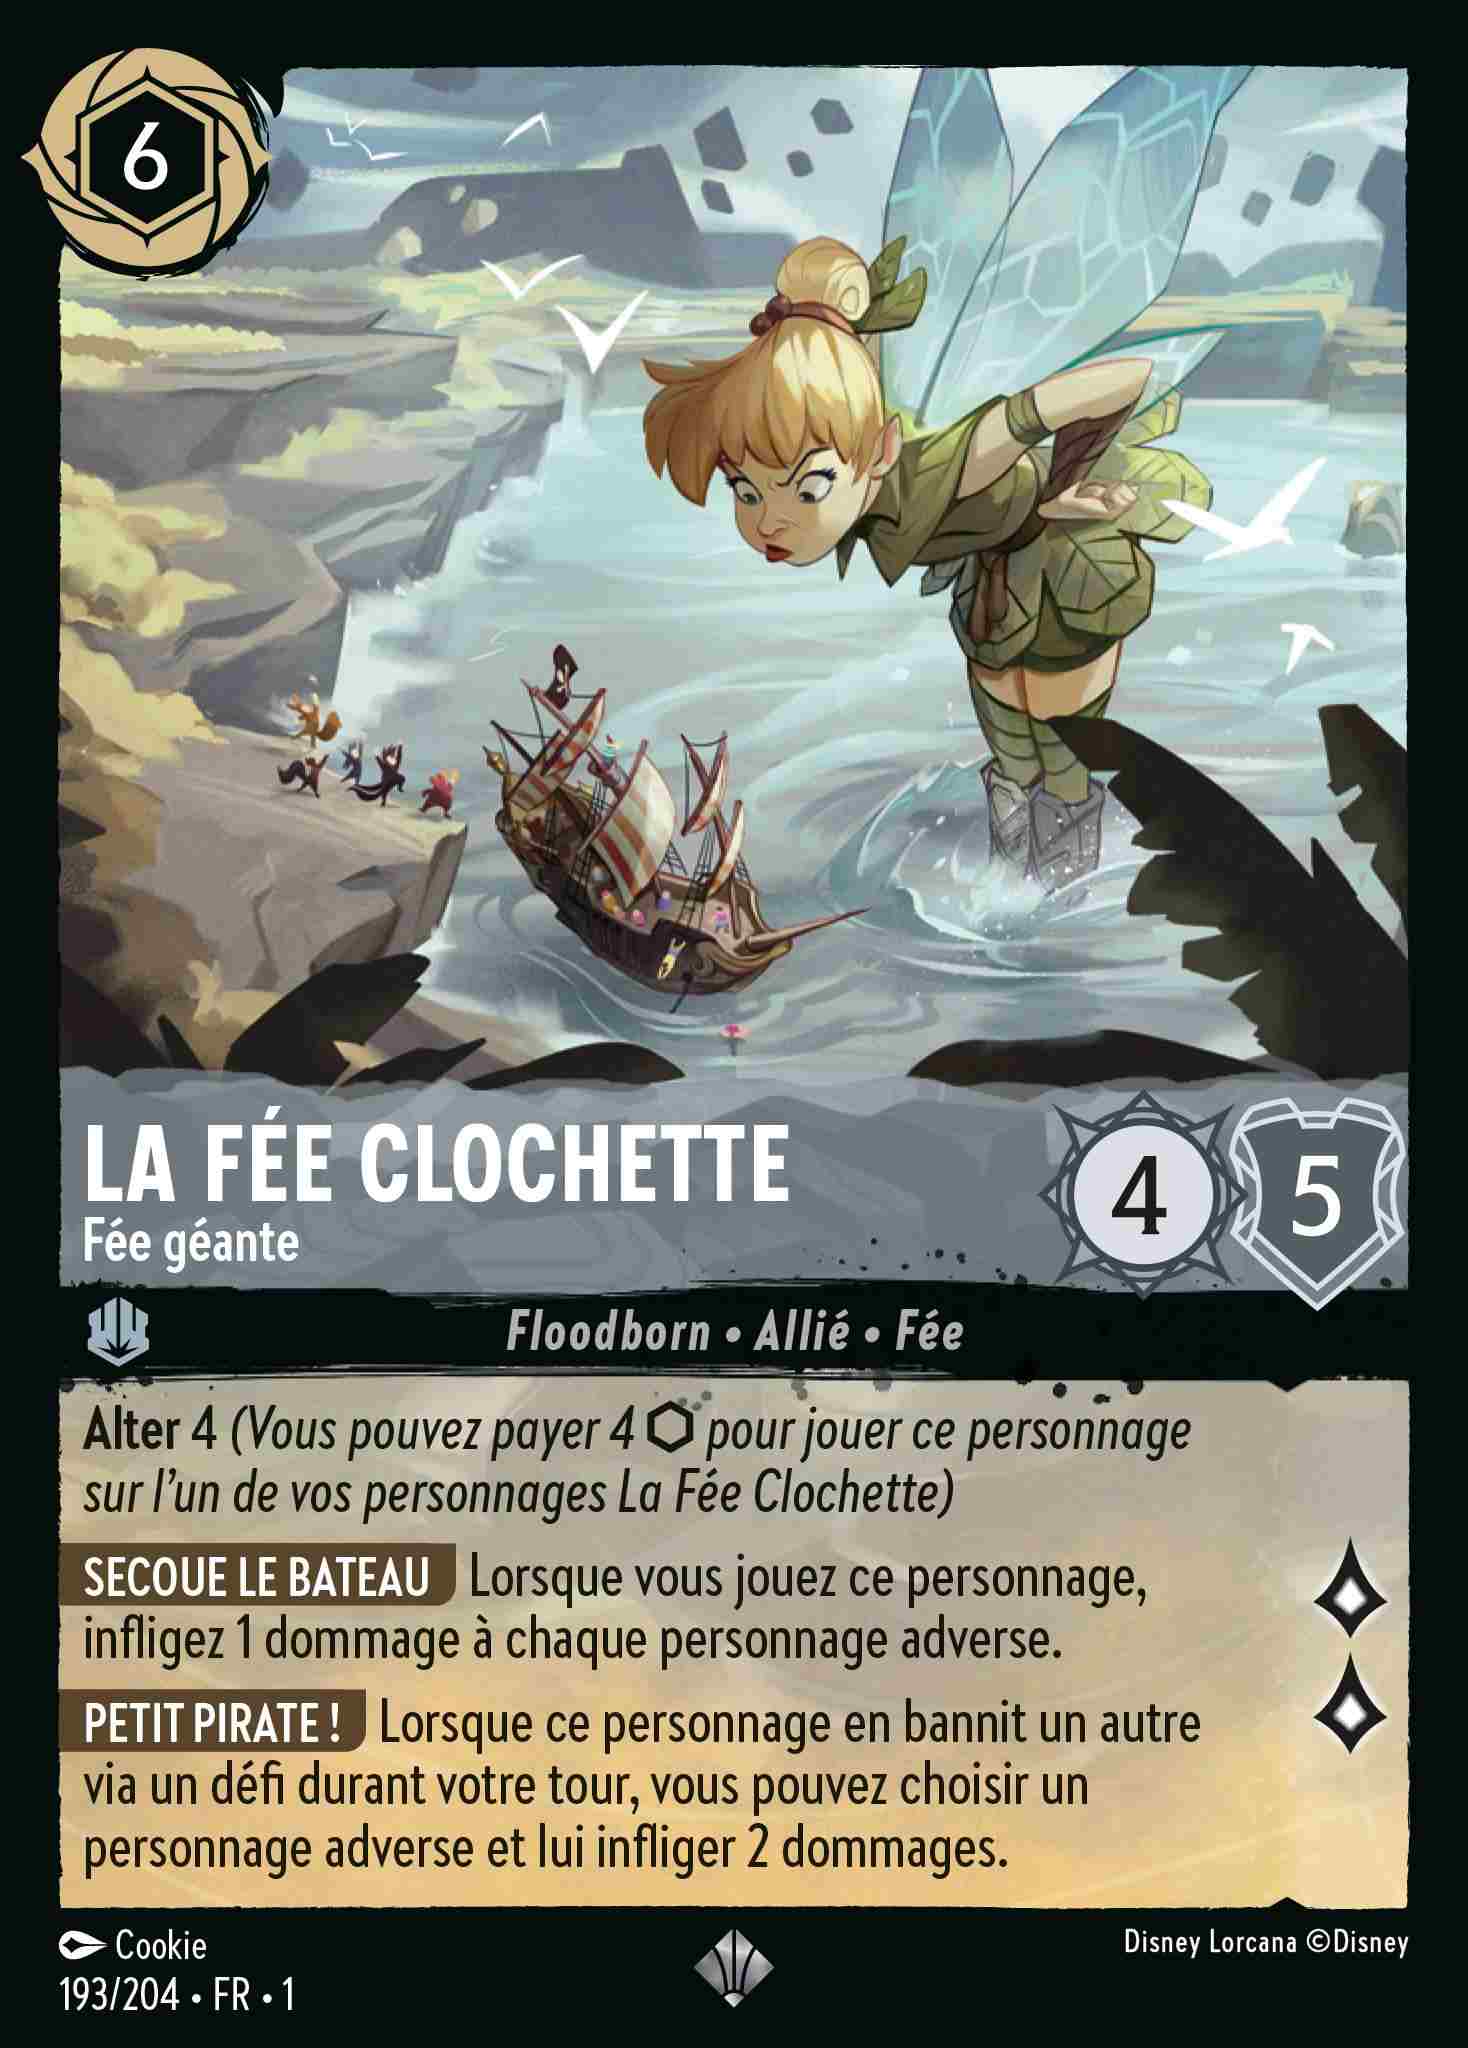 6
LA FÉE CLOCHETTE
Fée géante
4
5
Floodborn • Allié • Fée
Alter 4 (Vous pouvez payer 4 ⬡ pour jouer ce personnage
sur l’un de vos personnages La Fée Clochette)
SECOUE LE BATEAU Lorsque vous jouez ce personnage,
infligez 1 dommage à chaque personnage adverse.
PETIT PIRATE ! Lorsque ce personnage en bannit un autre
via un défi durant votre tour, vous pouvez choisir un
personnage adverse et lui infliger 2 dommages.
Cookie
Disney Lorcana ©Disney
193/204 • FR • 1